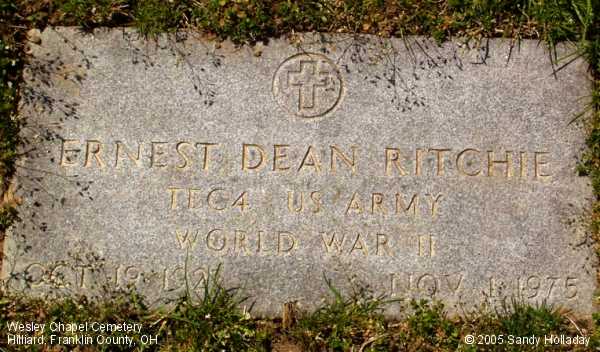 ERNEST DEAN RITCHIE
TEC4 US ARMY
WORLD WAR II
OCT 19 NOV 1 1975
Wesley Chapel Cemetery
Hilliard, Franklin County, OH © 2005 Sandy Holladay